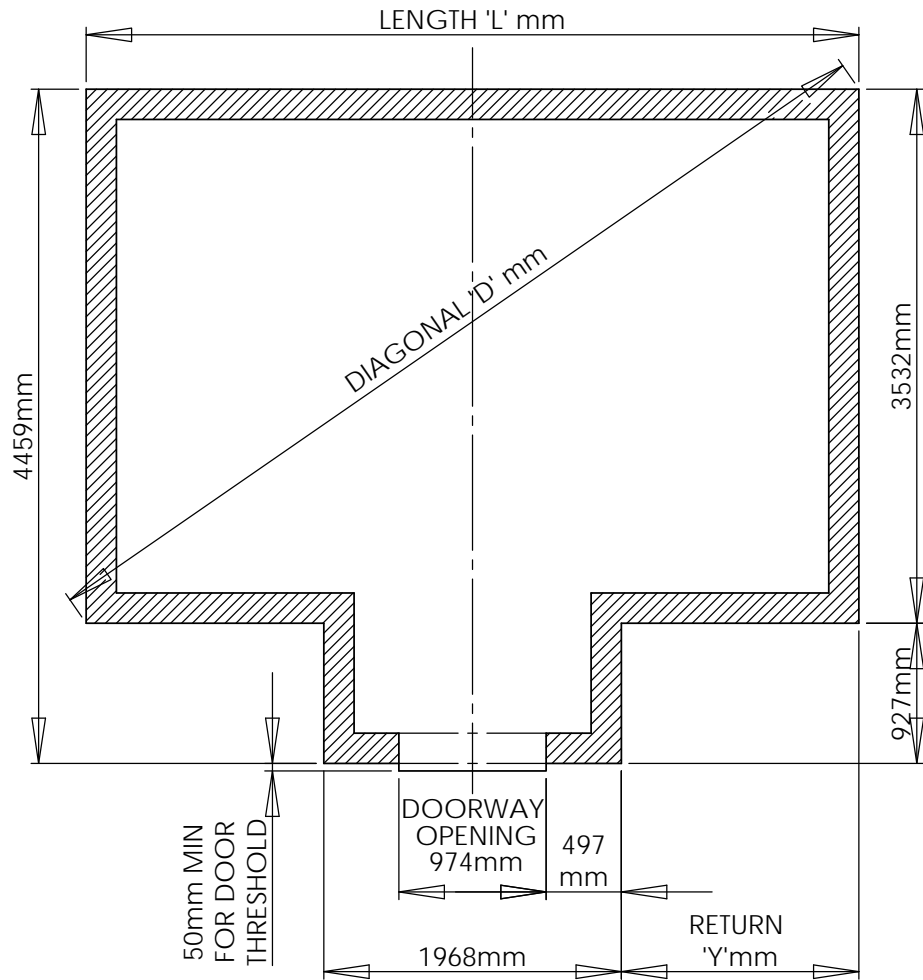 LENGTH 'L' mm
DIAGONAL 'D' mm
4459mm
3532mm
927mm
50mm MIN
FOR DOOR
THRESHOLD
DOORWAY
OPENING
974mm
497
mm
1968mm
RETURN
'Y'mm